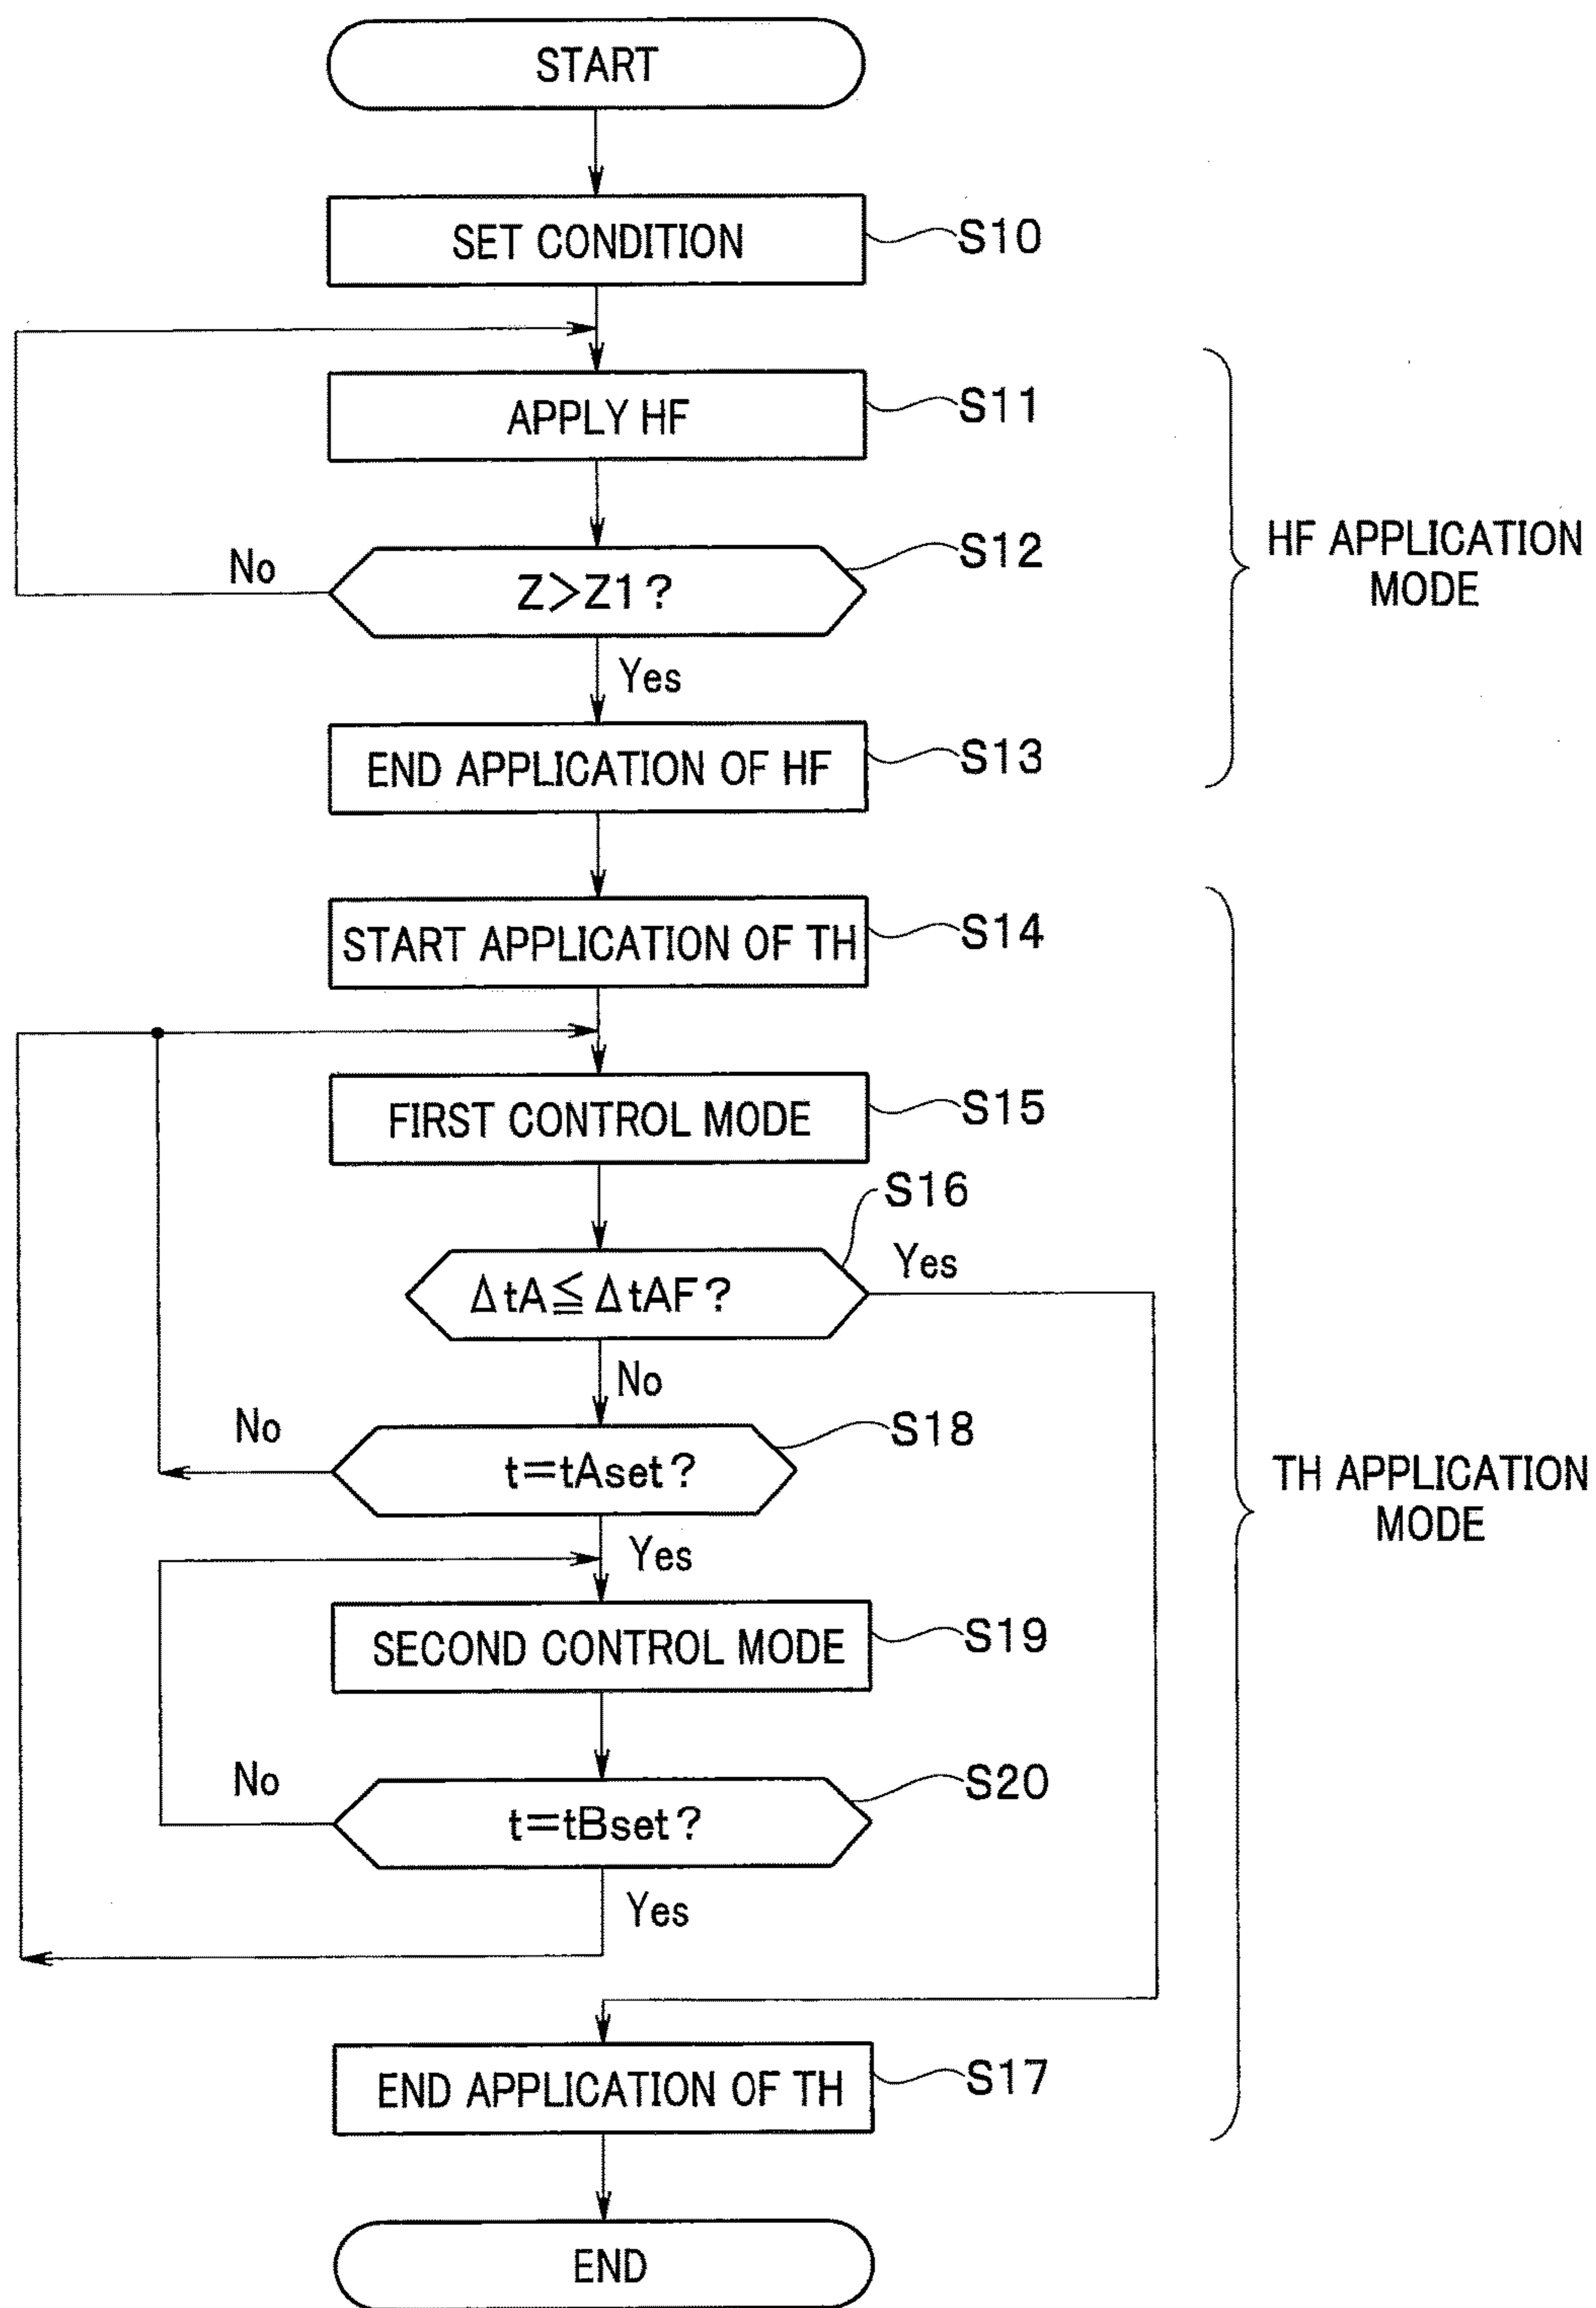 START
SET CONDITION
S10
APPLY HF
S11
S12
No
Z>Z1?
Yes
HF APPLICATION
MODE
END APPLICATION OF HF
S13
START APPLICATION OF TH
S14
FIRST CONTROL MODE
S15
S16
Yes
ΔtA≦ΔtAF?
No
S18
No
t=tAset?
Yes
TH APPLICATION
MODE
SECOND CONTROL MODE
S19
S20
No
t=tBset?
Yes
END APPLICATION OF TH
S17
END